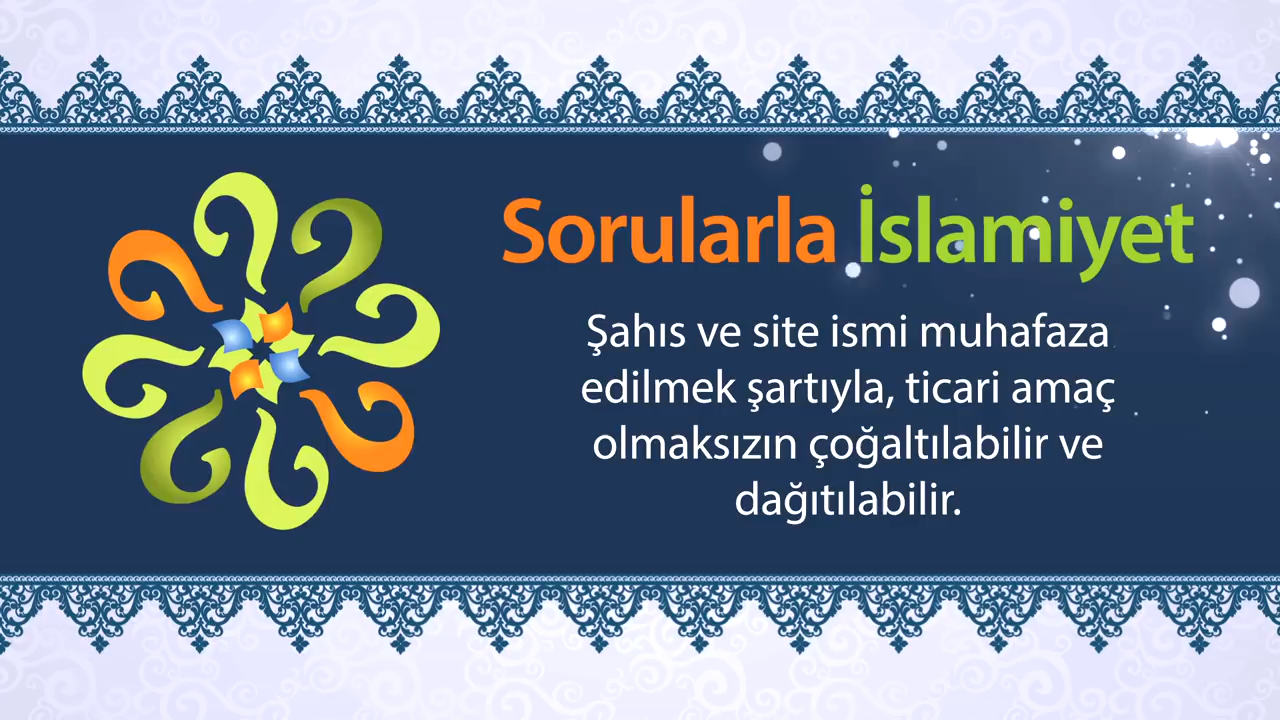 Sorularla İslamiyet
Şahıs ve site ismi muhafaza
edilmek şartıyla, ticari amaç
olmaksızın çoğaltılabilir ve
dağıtılabilir.